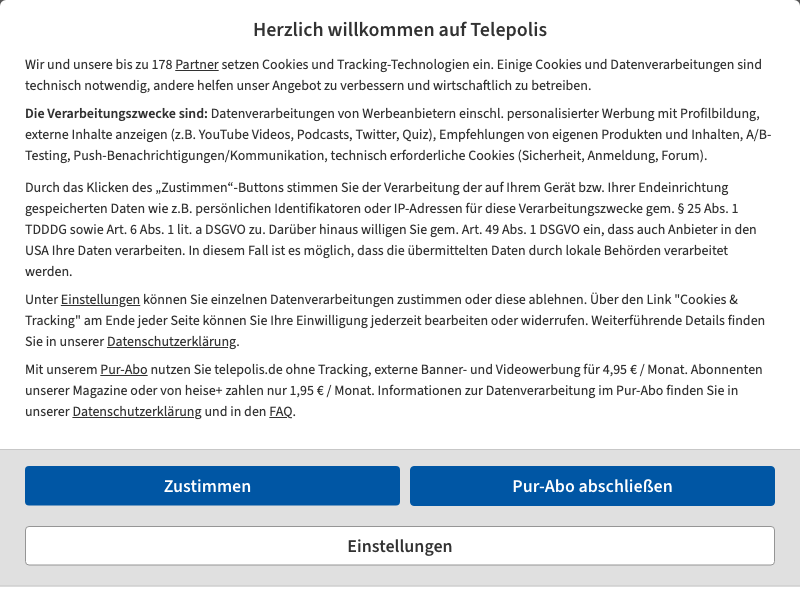 Herzlich willkommen auf Telepolis
Wir und unsere bis zu 178 Partner setzen Cookies und Tracking-Technologien ein. Einige Cookies und Datenverarbeitungen sind
technisch notwendig, andere helfen unser Angebot zu verbessern und wirtschaftlich zu betreiben.
Die Verarbeitungszwecke sind: Datenverarbeitungen von Werbeanbietern einschl. personalisierter Werbung mit Profilbildung,
externe Inhalte anzeigen (z.B. YouTube Videos, Podcasts, Twitter, Quiz), Empfehlungen von eigenen Produkten und Inhalten, A/B-
Testing, Push-Benachrichtigungen/Kommunikation, technisch erforderliche Cookies (Sicherheit, Anmeldung, Forum).
Durch das Klicken des „Zustimmen“-Buttons stimmen Sie der Verarbeitung der auf Ihrem Gerät bzw. Ihrer Endeinrichtung
gespeicherten Daten wie z.B. persönlichen Identifikatoren oder IP-Adressen für diese Verarbeitungszwecke gem. § 25 Abs. 1
TDDDG sowie Art. 6 Abs. 1 lit. a DSGVO zu. Darüber hinaus willigen Sie gem. Art. 49 Abs. 1 DSGVO ein, dass auch Anbieter in den
USA Ihre Daten verarbeiten. In diesem Fall ist es möglich, dass die übermittelten Daten durch lokale Behörden verarbeitet
werden.
Unter Einstellungen können Sie einzelnen Datenverarbeitungen zustimmen oder diese ablehnen. Über den Link "Cookies &
Tracking" am Ende jeder Seite können Sie Ihre Einwilligung jederzeit bearbeiten oder widerrufen. Weiterführende Details finden
Sie in unserer Datenschutzerklärung.
Mit unserem Pur-Abo nutzen Sie telepolis.de ohne Tracking, externe Banner- und Videowerbung für 4,95 € / Monat. Abonnenten
unserer Magazine oder von heise+ zahlen nur 1,95 € / Monat. Informationen zur Datenverarbeitung im Pur-Abo finden Sie in
unserer Datenschutzerklärung und in den FAQ.
Zustimmen
Pur-Abo abschließen
Einstellungen